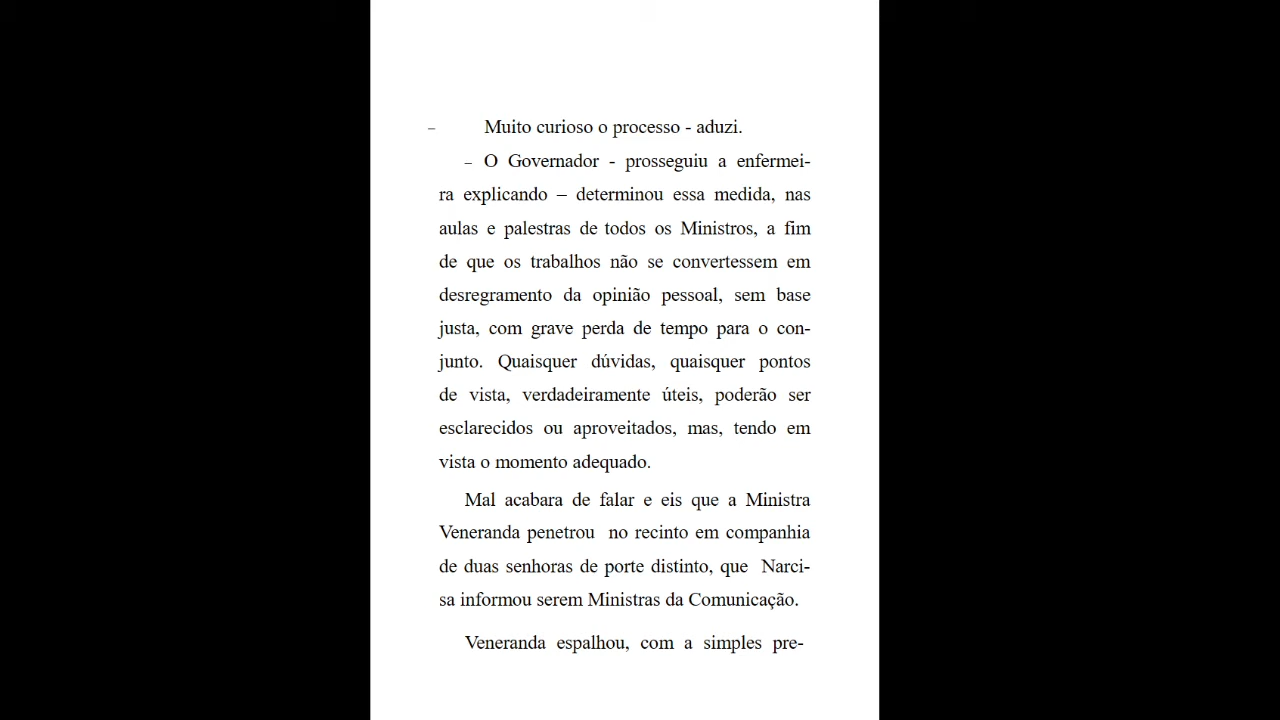 – Muito curioso o processo - aduzi.
– O Governador - prosseguiu a enfermei-
ra explicando – determinou essa medida, nas
aulas e palestras de todos os Ministros, a fim
de que os trabalhos não se convertessem em
desregramento da opinião pessoal, sem base
justa, com grave perda de tempo para o con-
junto. Quaisquer dúvidas, quaisquer pontos
de vista, verdadeiramente úteis, poderão ser
esclarecidos ou aproveitados, mas, tendo em
vista o momento adequado.
Mal acabara de falar e eis que a Ministra
Veneranda penetrou no recinto em companhia
de duas senhoras de porte distinto, que Narci-
sa informou serem Ministras da Comunicação.
Veneranda espalhou, com a simples pre-